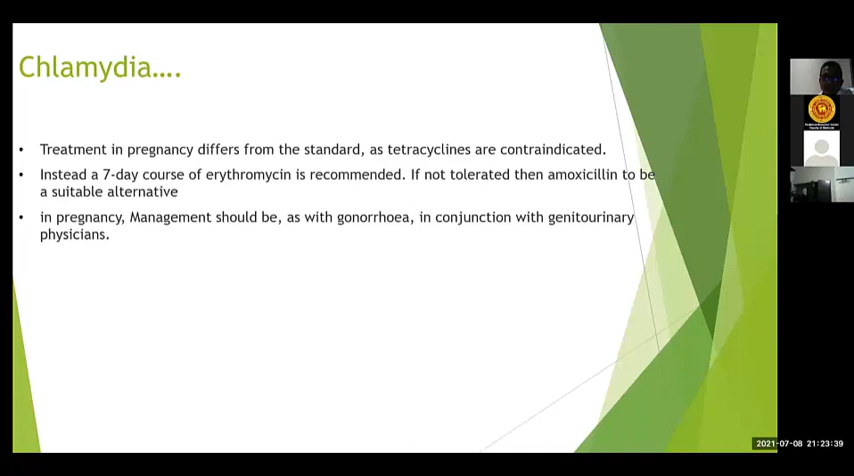 Chlamydia....
• Treatment in pregnancy differs from the standard, as tetracyclines are contraindicated.
• Instead a 7-day course of erythromycin is recommended. If not tolerated then amoxicillin to be
a suitable alternative
• in pregnancy, Management should be, as with gonorrhoea, in conjunction with genitourinary
physicians.
2021-07-08 21:23:39